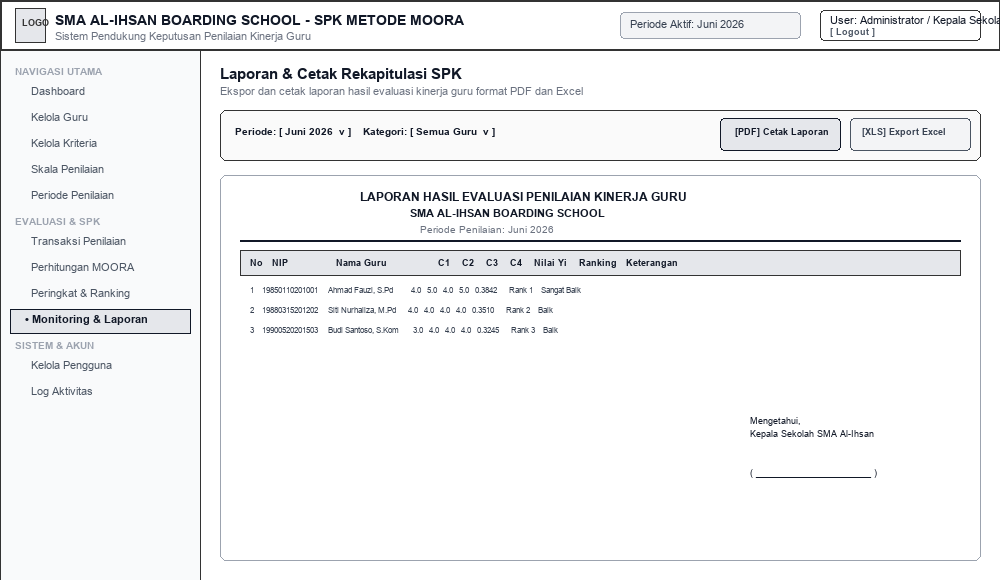 LOGO
SMA AL-IHSAN BOARDING SCHOOL - SPK METODE MOORA
Sistem Pendukung Keputusan Penilaian Kinerja Guru
Periode Aktif: Juni 2026
User: Administrator / Kepala Sekola
[ Logout ]
NAVIGASI UTAMA
Dashboard
Kelola Guru
Kelola Kriteria
Skala Penilaian
Periode Penilaian
EVALUASI & SPK
Transaksi Penilaian
Perhitungan MOORA
Peringkat & Ranking
• Monitoring & Laporan
SISTEM & AKUN
Kelola Pengguna
Log Aktivitas
Laporan & Cetak Rekapitulasi SPK
Ekspor dan cetak laporan hasil evaluasi kinerja guru format PDF dan Excel
Periode: [ Juni 2026 v ] Kategori: [ Semua Guru v ]
[PDF] Cetak Laporan
[XLS] Export Excel
LAPORAN HASIL EVALUASI PENILAIAN KINERJA GURU
SMA AL-IHSAN BOARDING SCHOOL
Periode Penilaian: Juni 2026
No NIP Nama Guru C1 C2 C3 C4 Nilai Yi Ranking Keterangan
1 19850110201001 Ahmad Fauzi, S.Pd 4.0 5.0 4.0 5.0 0.3842 Rank 1 Sangat Baik
2 19880315201202 Siti Nurhaliza, M.Pd 4.0 4.0 4.0 4.0 0.3510 Rank 2 Baik
3 19900520201503 Budi Santoso, S.Kom 3.0 4.0 4.0 4.0 0.3245 Rank 3 Baik
Mengetahui,
Kepala Sekolah SMA Al-Ihsan
( ______________________ )